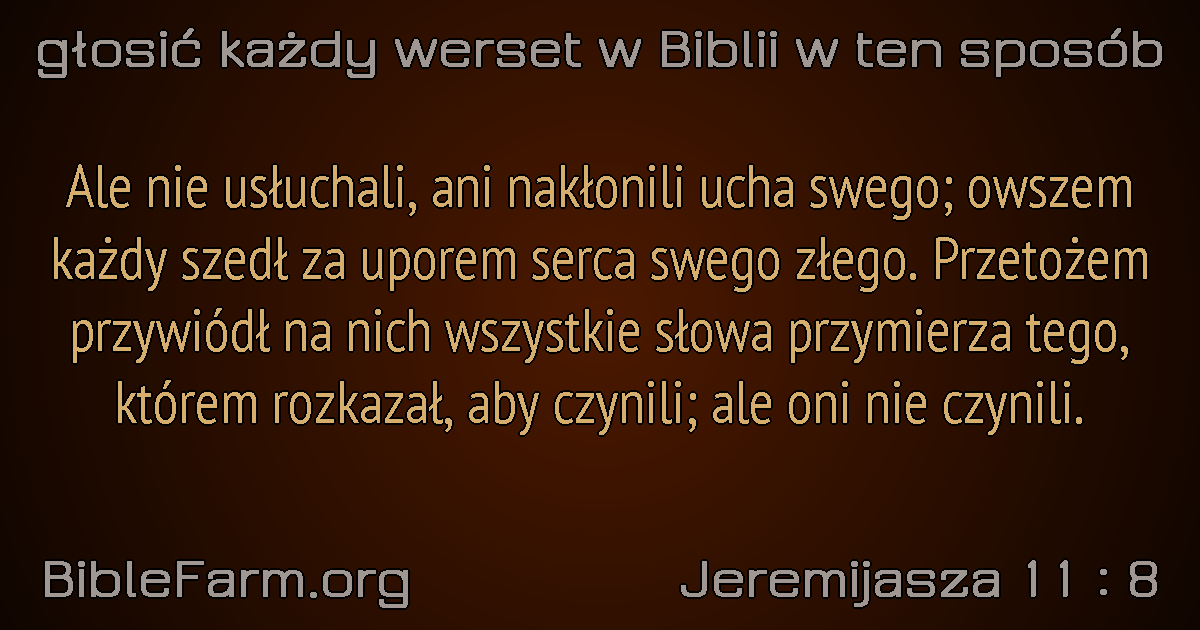 głosić każdy werset w Biblii w ten sposób
Ale nie usłuchali, ani nakłonili ucha swego; owszem
każdy szedł za uporem serca swego złego. Przetożem
przywiódł na nich wszystkie słowa przymierza tego,
którem rozkazał, aby czynili; ale oni nie czynili.
BibleFarm.org
Jeremijasza 11 : 8